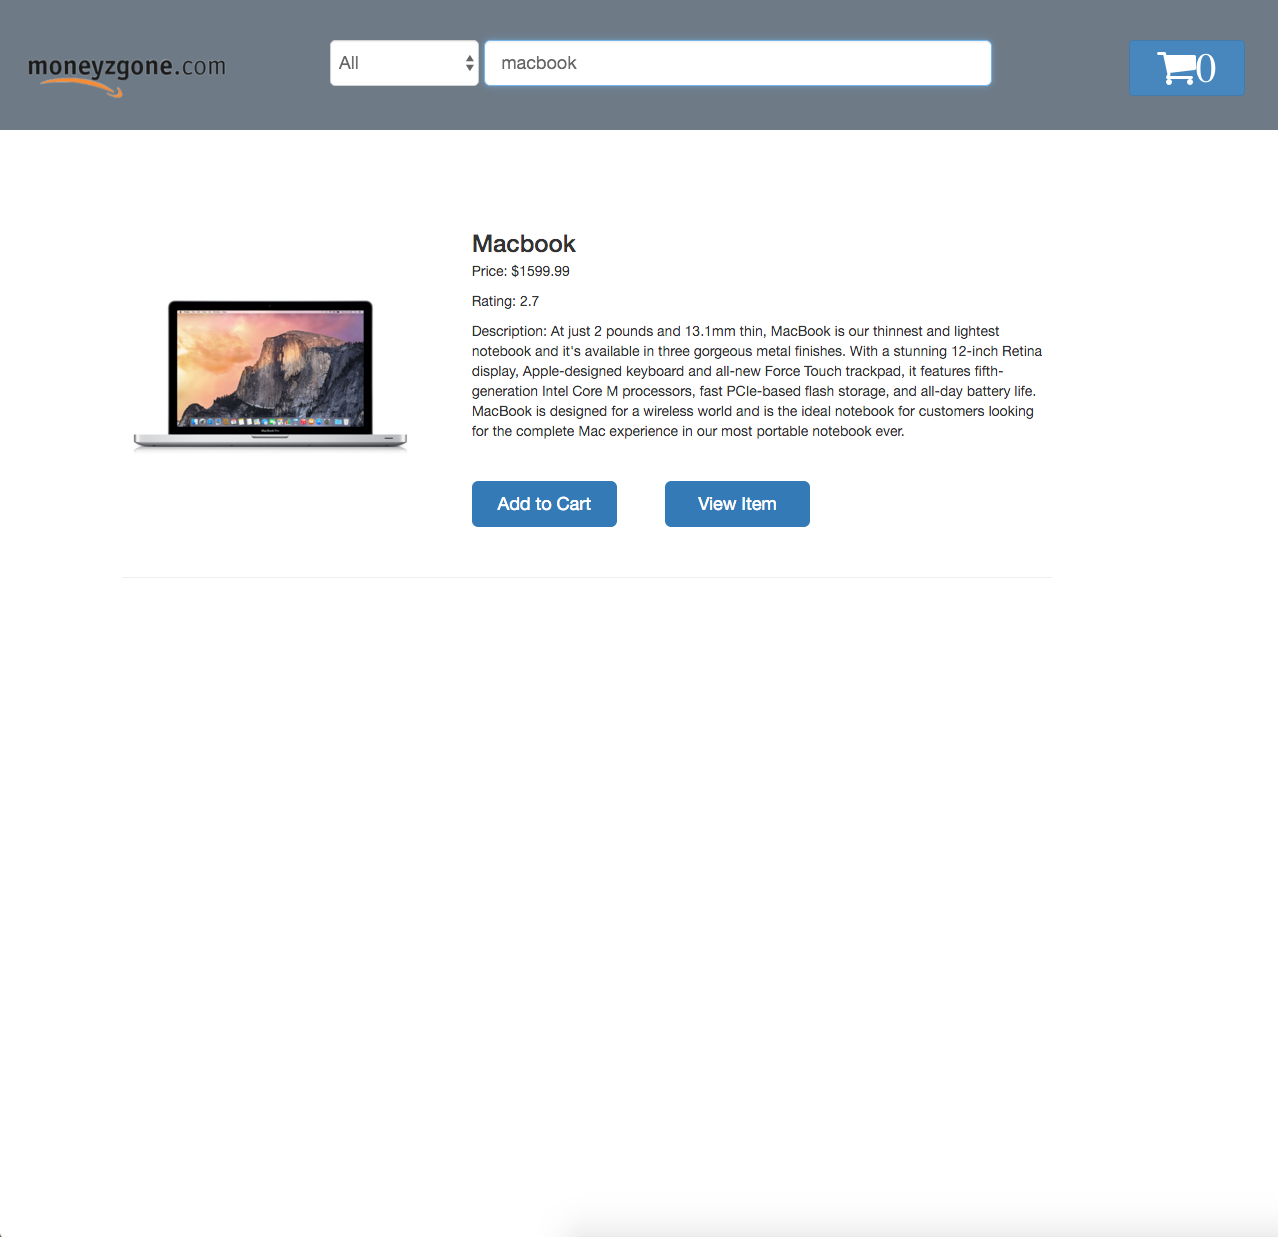 moneyzgone.com
All
macbook
0
Macbook
Price: $1599.99
Rating: 2.7
Description: At just 2 pounds and 13.1mm thin, MacBook is our thinnest and lightest
notebook and it's available in three gorgeous metal finishes. With a stunning 12-inch Retina
display, Apple-designed keyboard and all-new Force Touch trackpad, it features fifth-
generation Intel Core M processors, fast PCIe-based flash storage, and all-day battery life.
MacBook is designed for a wireless world and is the ideal notebook for customers looking
for the complete Mac experience in our most portable notebook ever.
Add to Cart
View Item